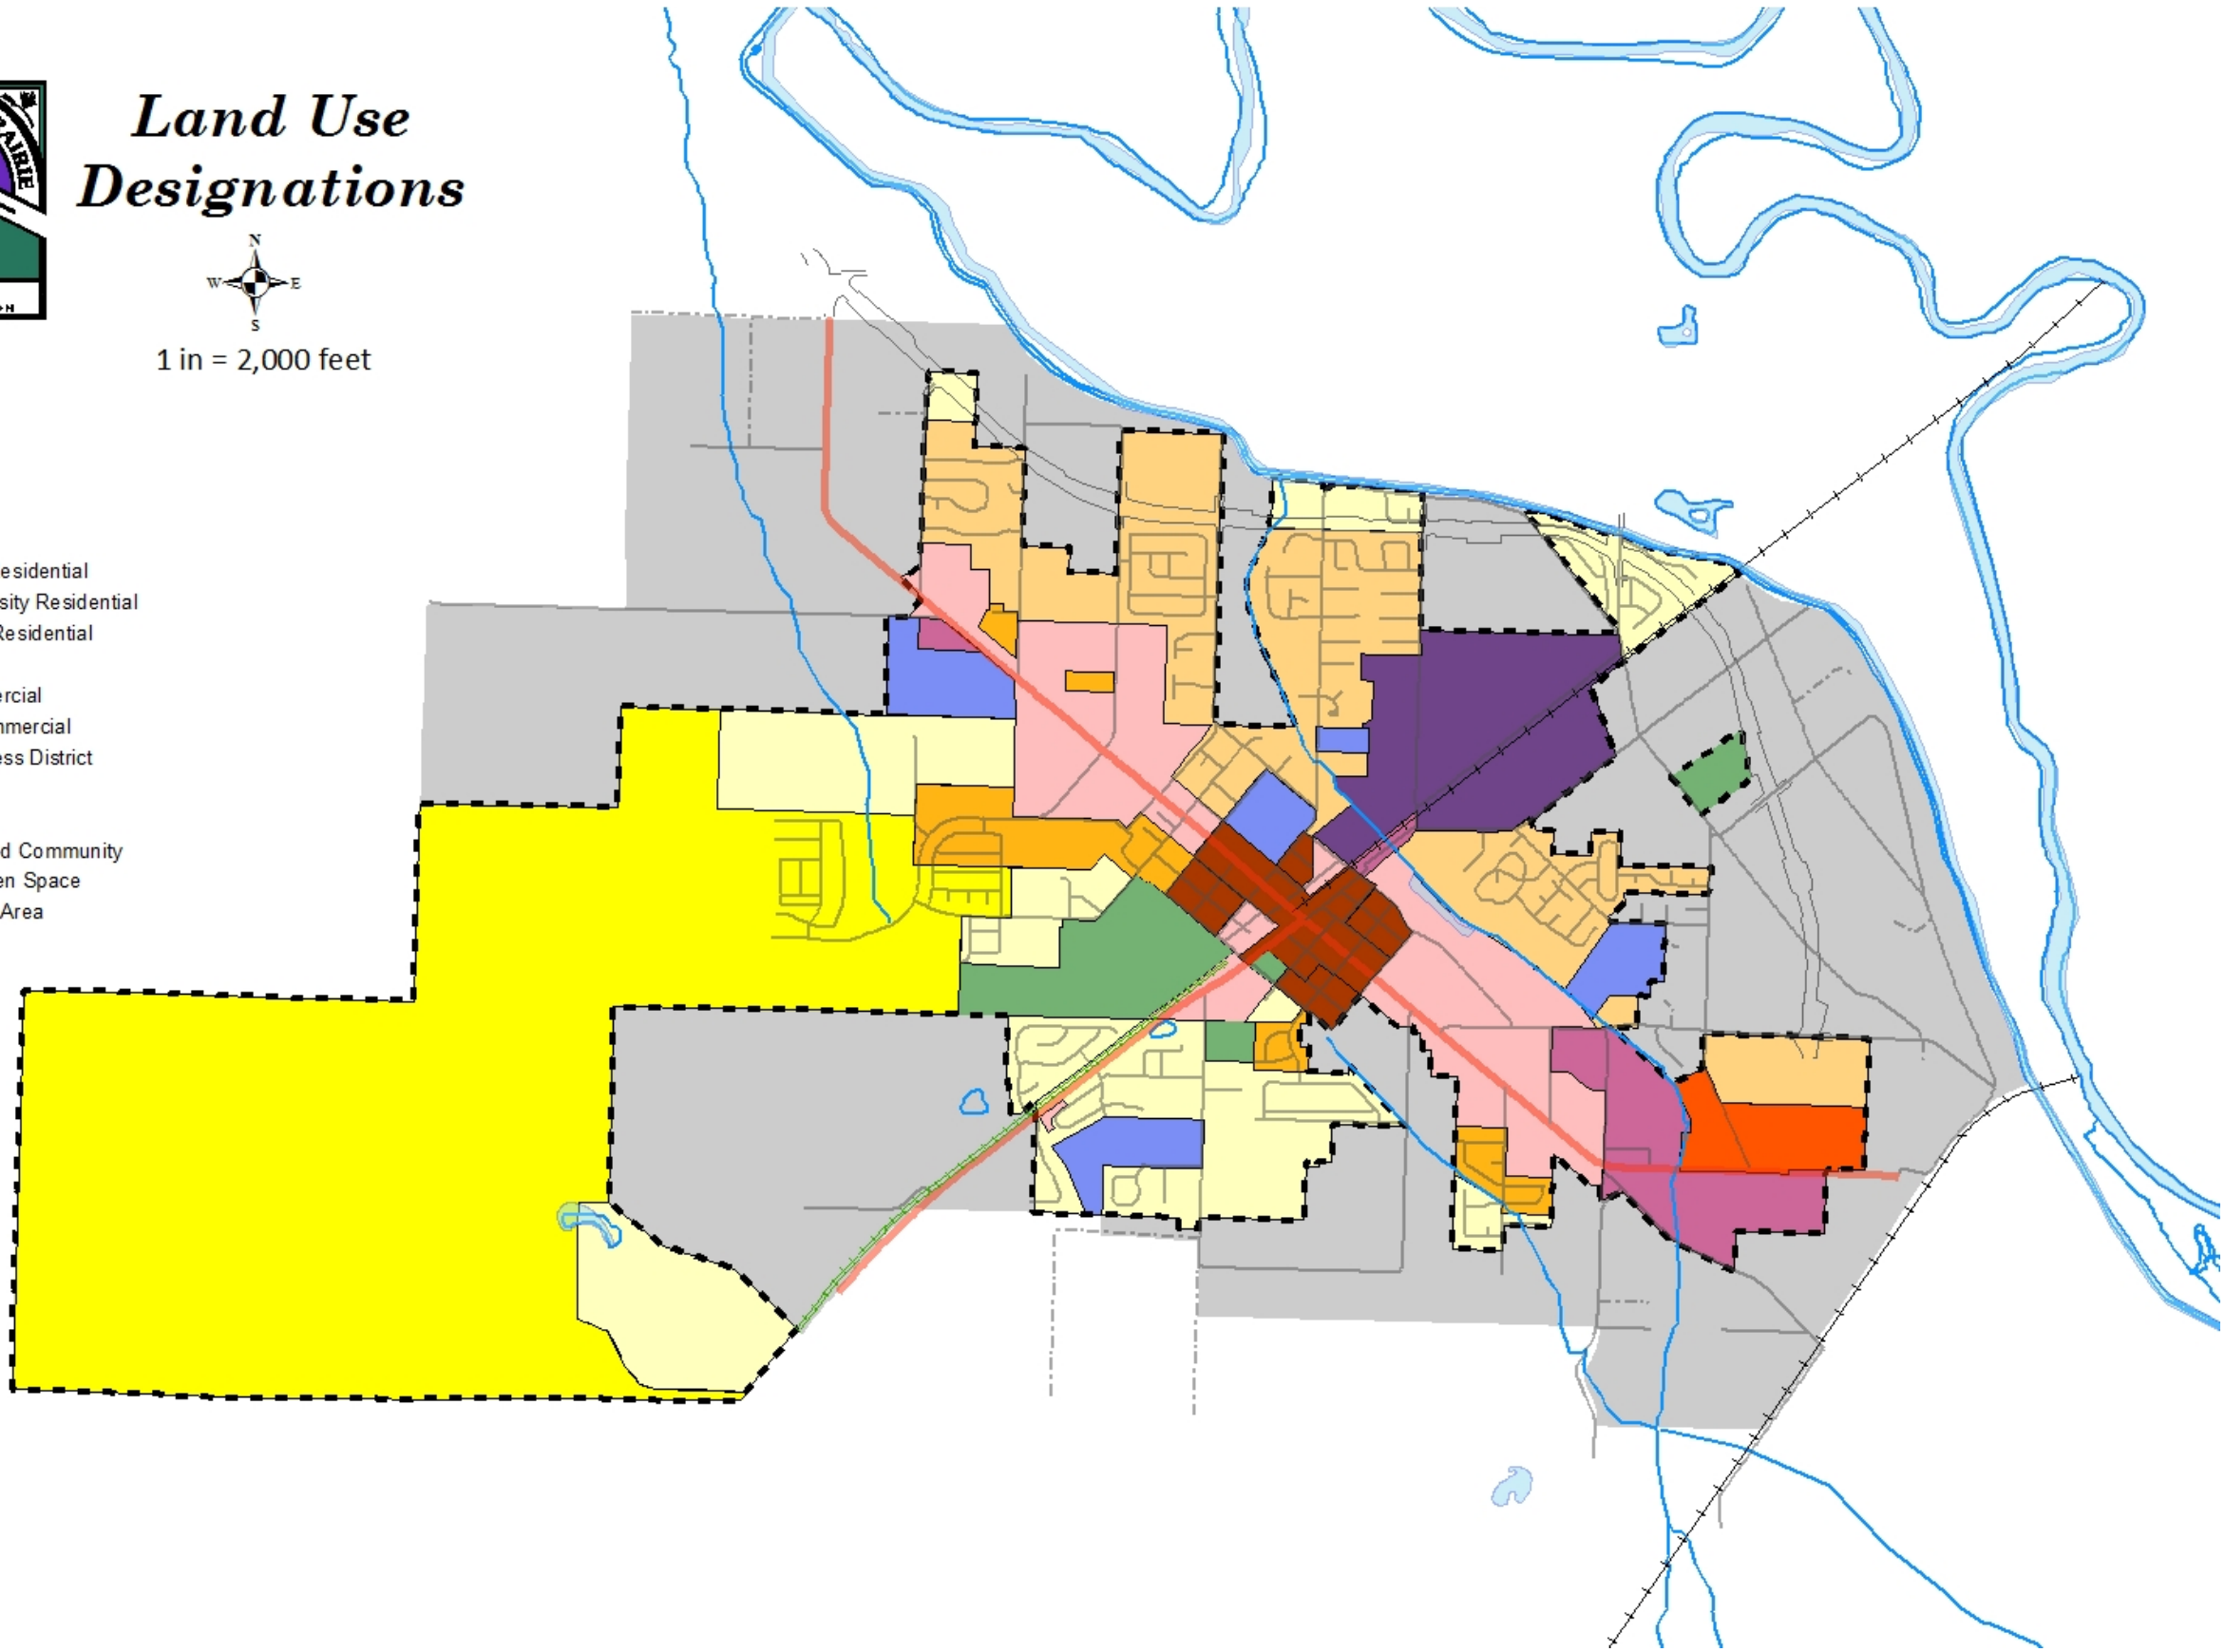 Land Use
Designations
N
W E
S
1 in = 2,000 feet
AIRIE
esidential
sity Residential
Residential
ercial
nmercial
ess District
d Community
en Space
Area